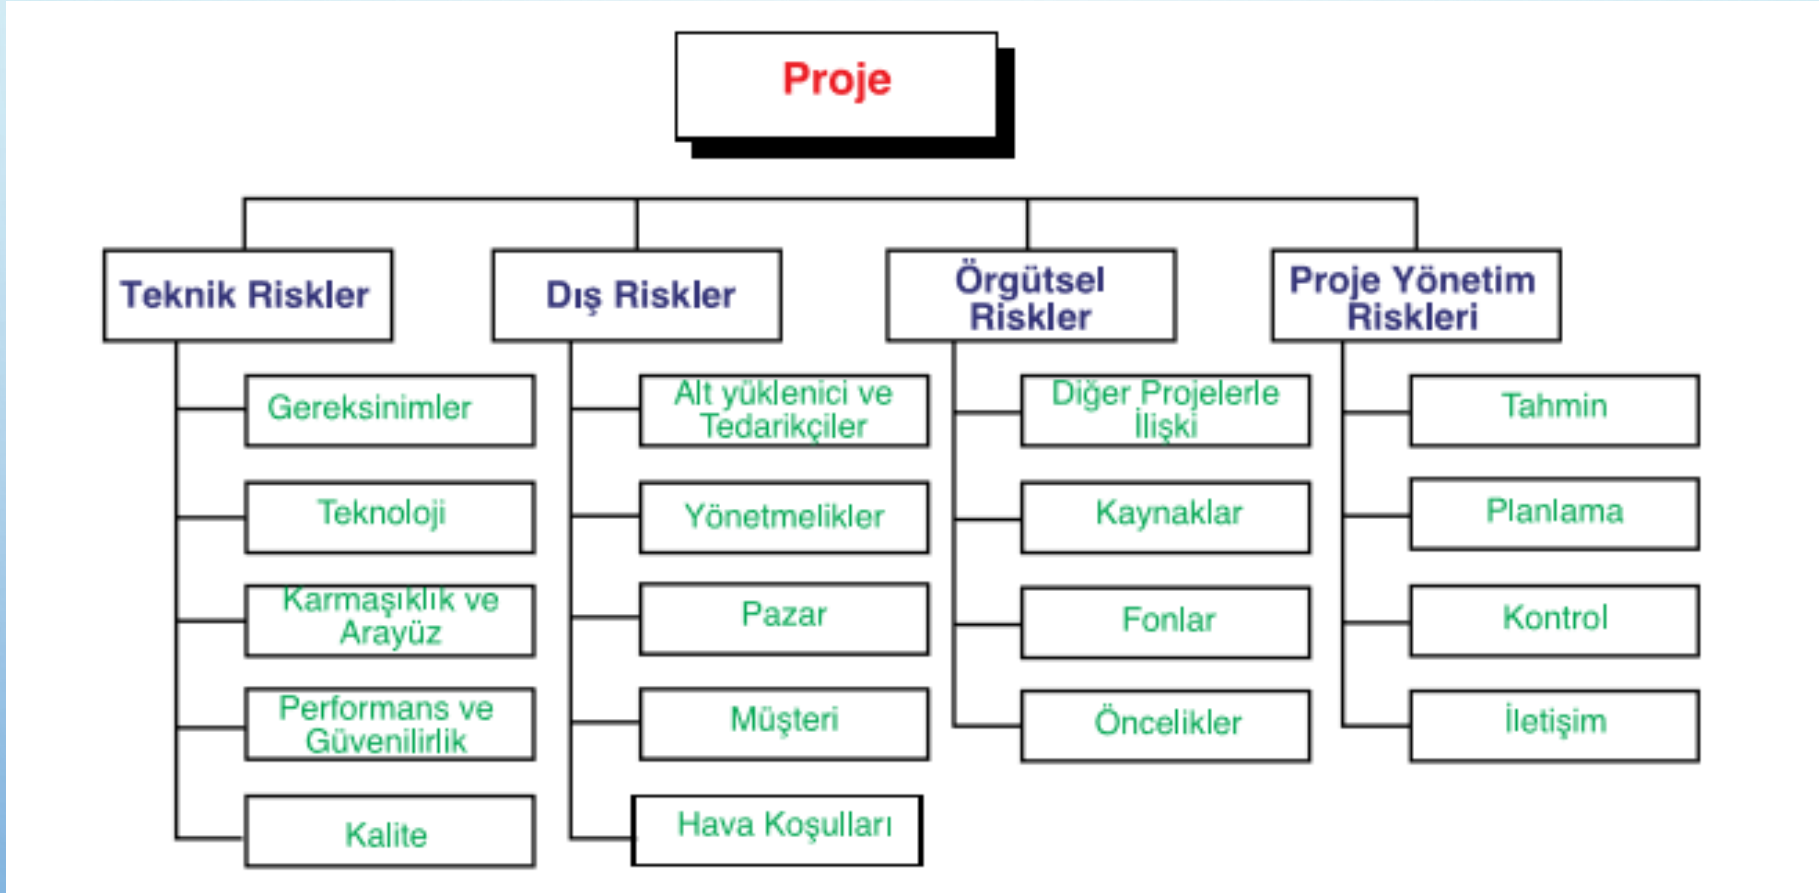 Proje
Teknik Riskler
Gereksinimler
Teknoloji
Karmaşıklık ve
Arayüz
Performans ve
Güvenilirlik
Kalite
Dış Riskler
Alt yüklenici ve
Tedarikçiler
Yönetmelikler
Pazar
Müşteri
Hava Koşulları
Örgütsel
Riskler
Diğer Projelerle
İlişki
Kaynaklar
Fonlar
Öncelikler
Proje Yönetim
Riskleri
Tahmin
Planlama
Kontrol
İletişim